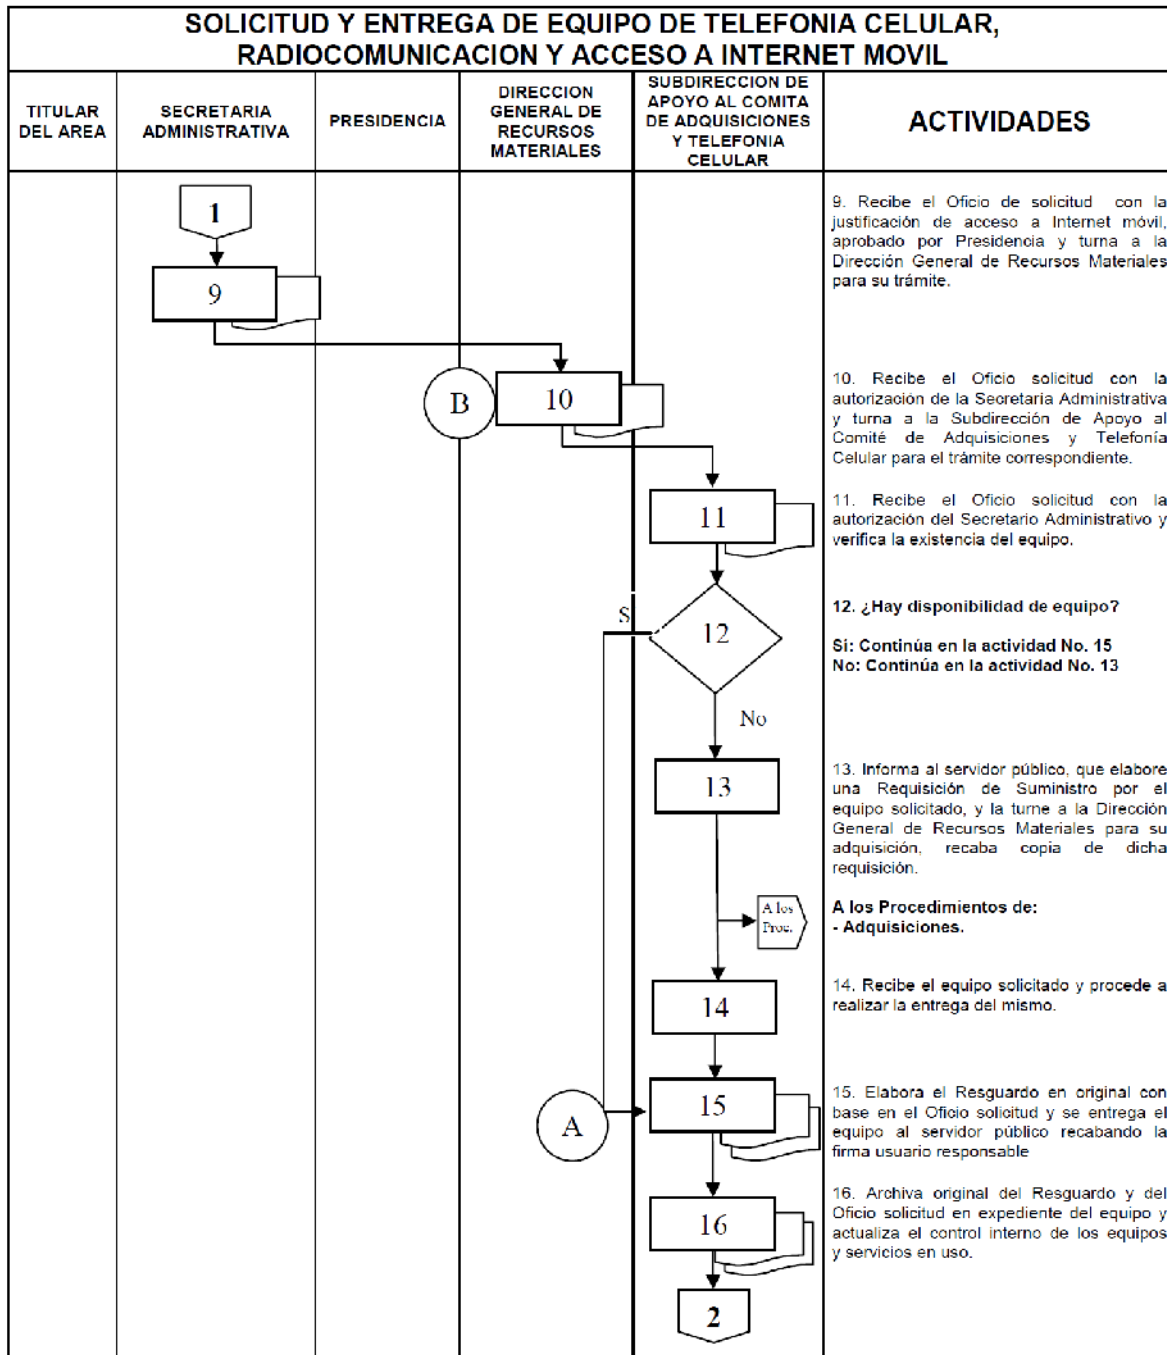 SOLICITUD Y ENTREGA DE EQUIPO DE TELEFONIA CELULAR,
RADIOCOMUNICACION Y ACCESO A INTERNET MOVIL
TITULAR
DEL AREA
SECRETARIA
ADMINISTRATIVA
PRESIDENCIA
DIRECCION
GENERAL DE
RECURSOS
MATERIALES
SUBDIRECCION DE
APOYO AL COMITA
DE ADQUISICIONES
Y TELEFONIA
CELULAR
ACTIVIDADES
1
9
9. Recibe el Oficio de solicitud con la
justificación de acceso a Internet móvil,
aprobado por Presidencia y turna a la
Dirección General de Recursos Materiales
para su trámite.
B
10
10. Recibe el Oficio solicitud con la
autorización de la Secretaria Administrativa
y turna a la Subdirección de Apoyo al
Comité de Adquisiciones y Telefonía
Celular para el trámite correspondiente.
11
11. Recibe el Oficio solicitud con la
autorización del Secretario Administrativo y
verifica la existencia del equipo.
S
12
12. ¿Hay disponibilidad de equipo?
Si: Continúa en la actividad No. 15
No: Continúa en la actividad No. 13
No
13
13. Informa al servidor público, que elabore
una Requisición de Suministro por el
equipo solicitado, y la turne a la Dirección
General de Recursos Materiales para su
adquisición, recaba copia de dicha
requisición.
A los
Proc.
A los Procedimientos de:
- Adquisiciones.
14
14. Recibe el equipo solicitado y procede a
realizar la entrega del mismo.
A
15
15. Elabora el Resguardo en original con
base en el Oficio solicitud y se entrega el
equipo al servidor público recabando la
firma usuario responsable
16
16. Archiva original del Resguardo y del
Oficio solicitud en expediente del equipo y
actualiza el control interno de los equipos
y servicios en uso.
2